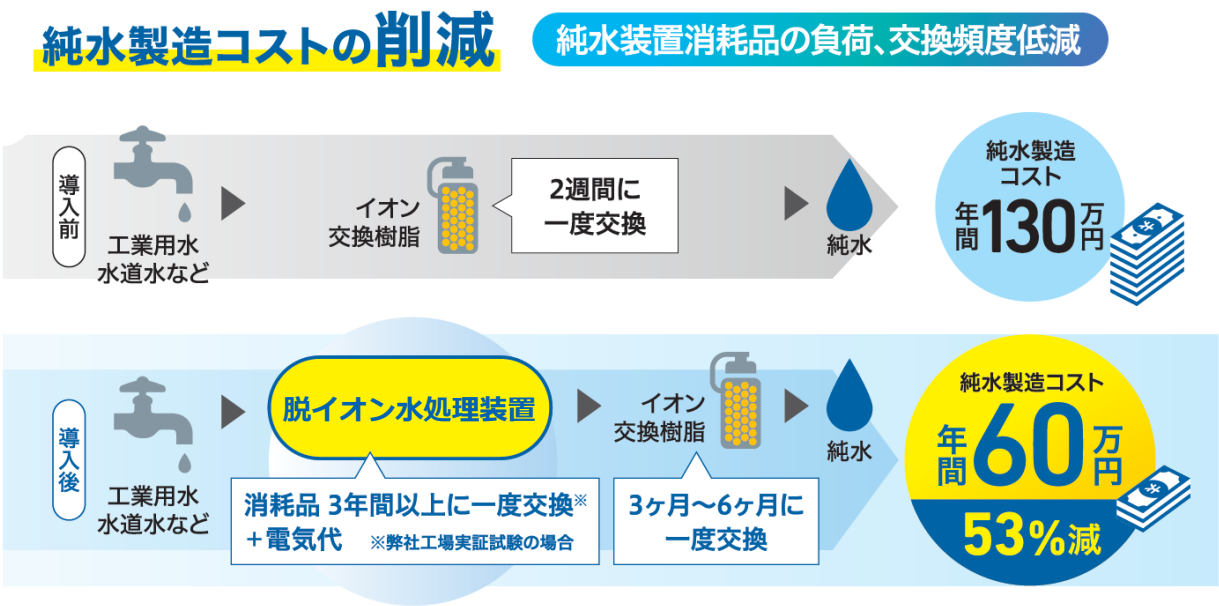 純水製造コストの削減
純水装置消耗品の負荷、交換頻度低減
導入前
工業用水
水道水など
イオン
交換樹脂
2週間に
一度交換
純水
純水製造
コスト
年間130万円
導入後
工業用水
水道水など
脱イオン水処理装置
消耗品 3年間以上に一度交換※
＋電気代 ※弊社工場実証試験の場合
イオン
交換樹脂
3ヶ月〜6ヶ月に
一度交換
純水
純水製造コスト
年間60万円
53%減